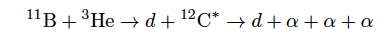 ¹¹B + ³He → d + ¹²C* → d + α + α + α